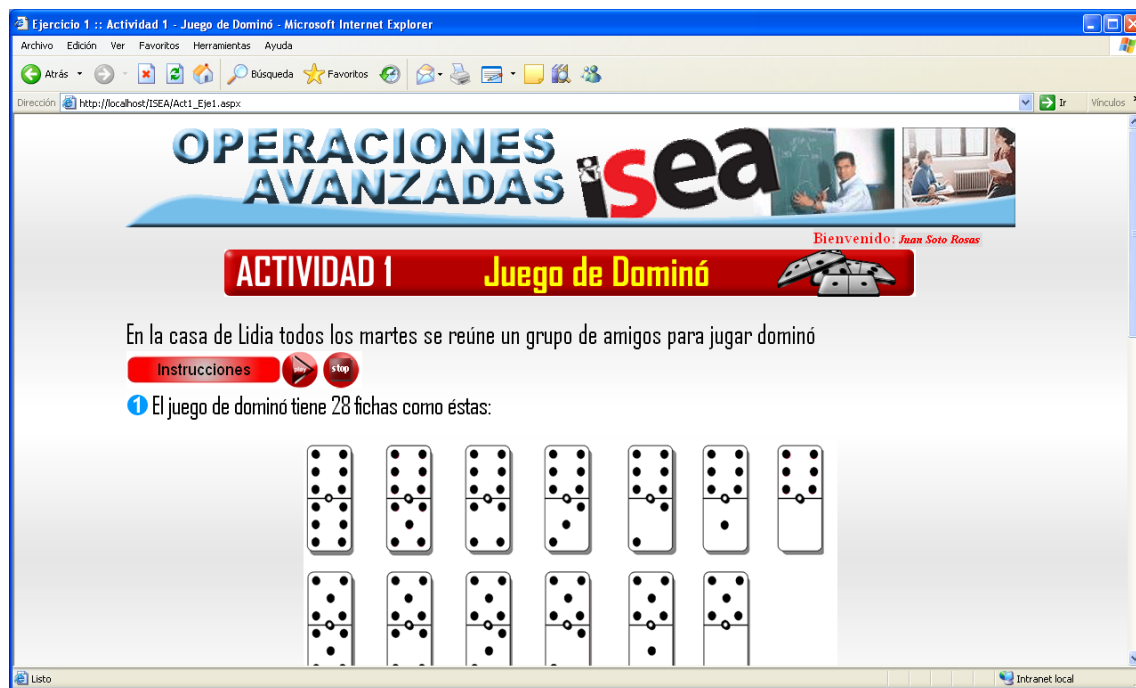 Ejercicio 1 :: Actividad 1 - Juego de Dominó - Microsoft Internet Explorer
Archivo Edición Ver Favoritos Herramientas Ayuda
Atrás Búsqueda Favoritos
Dirección http://localhost/ISEA/Act1_Eje1.aspx Ir Vínculos
OPERACIONES
AVANZADAS
isea
Bienvenido: Juan Soto Rosas
ACTIVIDAD 1 Juego de Dominó
En la casa de Lidia todos los martes se reúne un grupo de amigos para jugar dominó
Instrucciones play stop
1 El juego de dominó tiene 28 fichas como éstas:
Listo Intranet local